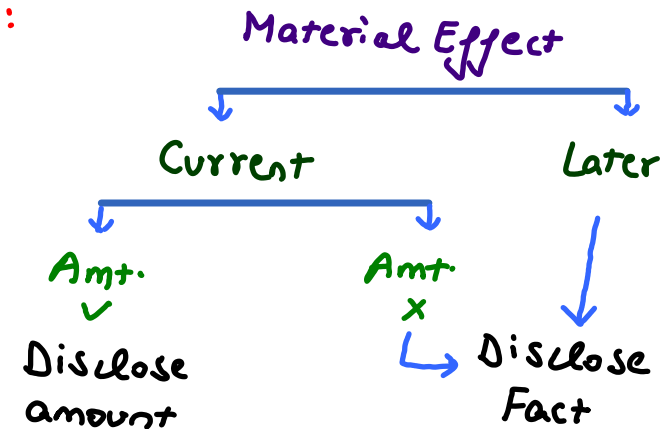 :
Material Effect
Current Later
Amt. Amt.
✓ x
Disclose Disclose
amount Fact